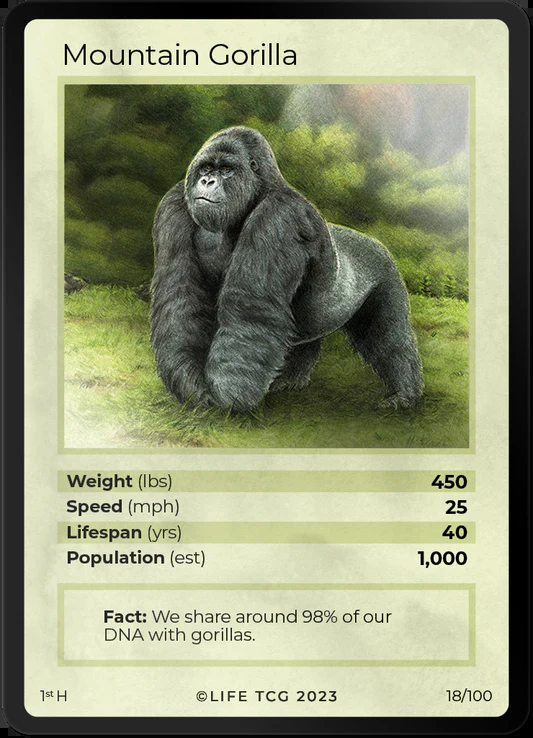 Mountain Gorilla
Weight (lbs) 450
Speed (mph) 25
Lifespan (yrs) 40
Population (est) 1,000
Fact: We share around 98% of our
DNA with gorillas.
1st H ©LIFE TCG 2023 18/100